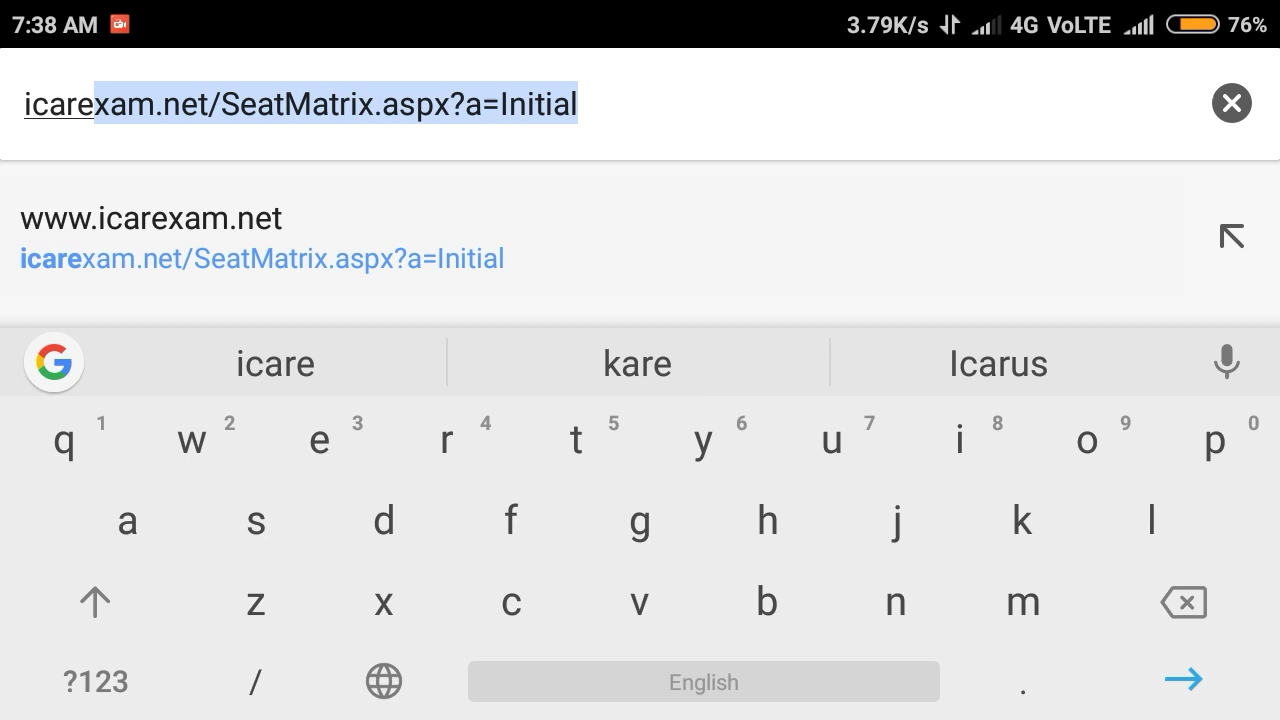 7:38 AM 3.79K/s 4G VoLTE 76%
icarexam.net/SeatMatrix.aspx?a=Initial
www.icarexam.net
icarexam.net/SeatMatrix.aspx?a=Initial
G icare kare Icarus
q 1 w 2 e 3 r 4 t 5 y 6 u 7 i 8 o 9 p 0
a s d f g h j k l
z x c v b n m
?123 / English .